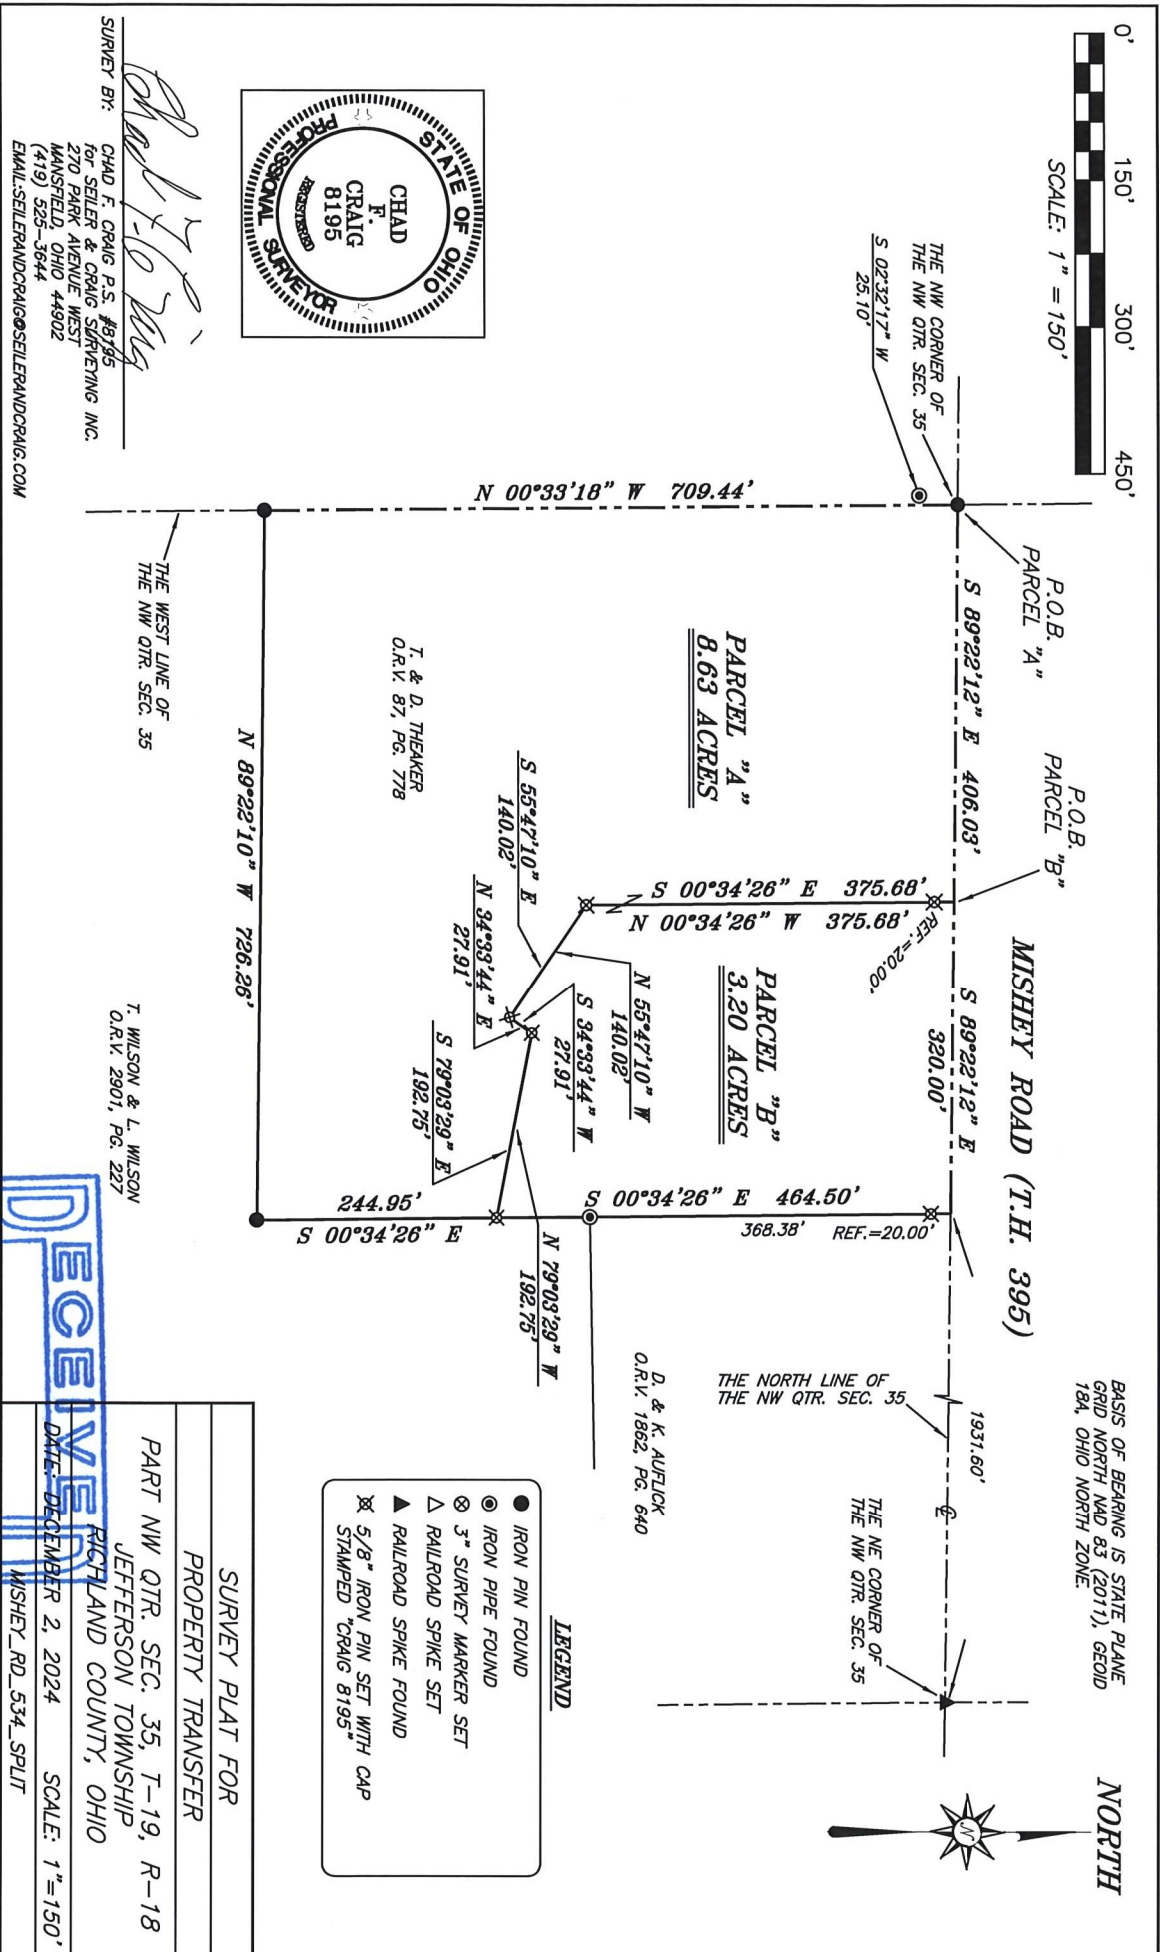 0' 150' 300' 450'
SCALE: 1" = 150'
BASIS OF BEARING IS STATE PLANE
GRID NORTH NAD 83 (2011), GEOID
18A, OHIO NORTH ZONE.
NORTH
N
P.O.B.
PARCEL "A"
P.O.B.
PARCEL "B"
MISHEY ROAD (T.H. 395)
THE NW CORNER OF
THE NW QTR. SEC. 35
S 02°32'17" W
25.10'
S 89°22'12" E 406.03'
S 89°22'12" E
320.00'
1931.60'
THE NORTH LINE OF
THE NW QTR. SEC. 35
THE NE CORNER OF
THE NW QTR. SEC. 35
N 00°33'18" W 709.44'
PARCEL "A"
8.63 ACRES
S 00°34'26" E 375.68'
N 00°34'26" W 375.68'
REF.=20.00'
PARCEL "B"
3.20 ACRES
S 00°34'26" E 464.50'
368.38' REF.=20.00'
T. & D. THEAKER
O.R.V. 87, PG. 778
S 55°47'10" E
140.02'
N 34°33'44" E
27.91'
N 55°47'10" W
140.02'
S 34°33'44" W
27.91'
S 79°03'29" E
192.75'
N 79°03'29" W
192.75'
244.95'
S 00°34'26" E
D. & K. AUFLICK
O.R.V. 1862, PG. 640
N 89°22'10" W 726.26'
THE WEST LINE OF
THE NW QTR. SEC. 35
T. WILSON & L. WILSON
O.R.V. 2901, PG. 227
LEGEND
IRON PIN FOUND
IRON PIPE FOUND
3" SURVEY MARKER SET
RAILROAD SPIKE SET
RAILROAD SPIKE FOUND
5/8" IRON PIN SET WITH CAP
STAMPED "CRAIG 8195"
STATE OF OHIO
CHAD
F.
CRAIG
8195
REGISTERED
PROFESSIONAL SURVEYOR
SURVEY BY:
CHAD F. CRAIG P.S. #8195
for SEILER & CRAIG SURVEYING INC.
270 PARK AVENUE WEST
MANSFIELD, OHIO 44902
(419) 525-3644
EMAIL:SEILERANDCRAIG@SEILERANDCRAIG.COM
SURVEY PLAT FOR
PROPERTY TRANSFER
PART NW QTR. SEC. 35, T-19, R-18
JEFFERSON TOWNSHIP
RICHLAND COUNTY, OHIO
DATE: DECEMBER 2, 2024 SCALE: 1"=150'
MISHEY_RD_534_SPLIT